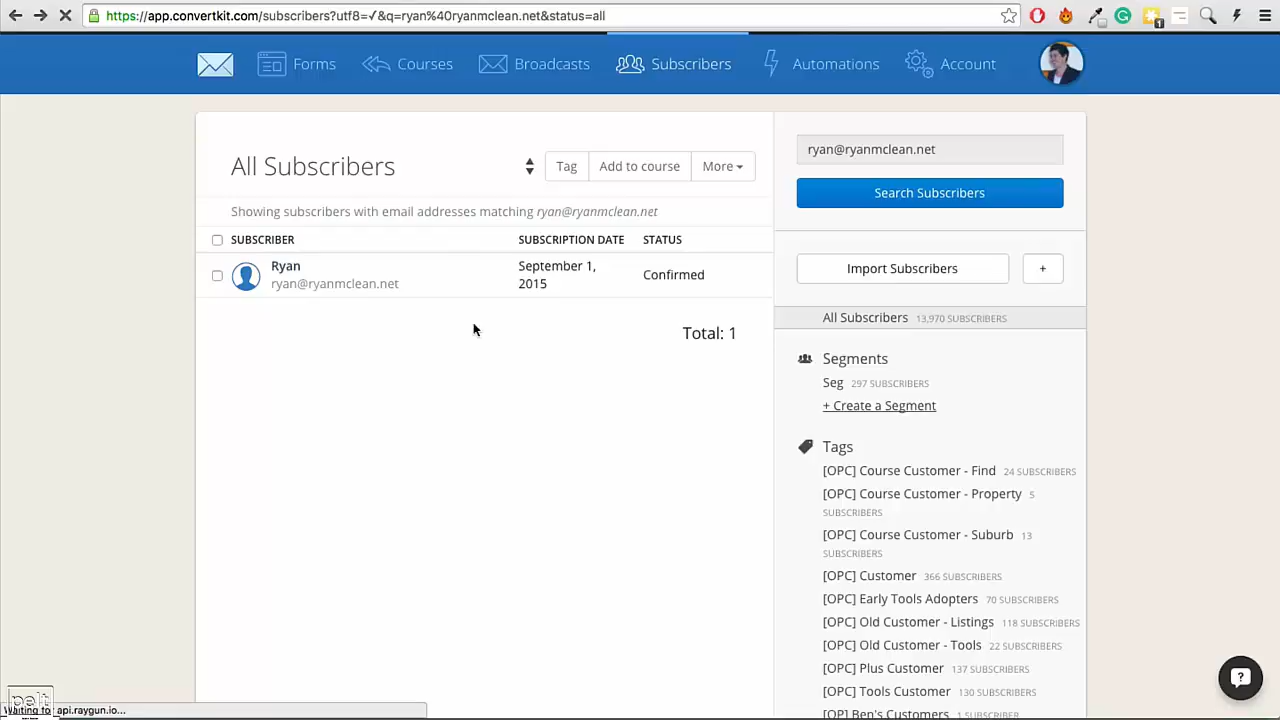 https://app.convertkit.com/subscribers?utf8=✓&q=ryan%40ryanmclean.net&status=all
Forms
Courses
Broadcasts
Subscribers
Automations
Account
All Subscribers
Tag
Add to course
More
Showing subscribers with email addresses matching ryan@ryanmclean.net
SUBSCRIBER SUBSCRIPTION DATE STATUS
Ryan
ryan@ryanmclean.net
September 1,
2015
Confirmed
Total: 1
ryan@ryanmclean.net
Search Subscribers
Import Subscribers
+
All Subscribers 13,970 SUBSCRIBERS
Segments
Seg 297 SUBSCRIBERS
+ Create a Segment
Tags
[OPC] Course Customer - Find 24 SUBSCRIBERS
[OPC] Course Customer - Property 5
SUBSCRIBERS
[OPC] Course Customer - Suburb 13
SUBSCRIBERS
[OPC] Customer 366 SUBSCRIBERS
[OPC] Early Tools Adopters 70 SUBSCRIBERS
[OPC] Old Customer - Listings 118 SUBSCRIBERS
[OPC] Old Customer - Tools 22 SUBSCRIBERS
[OPC] Plus Customer 137 SUBSCRIBERS
[OPC] Tools Customer 130 SUBSCRIBERS
[OP] Ben's Customers 1 SUBSCRIBER
api.raygun.io...
1